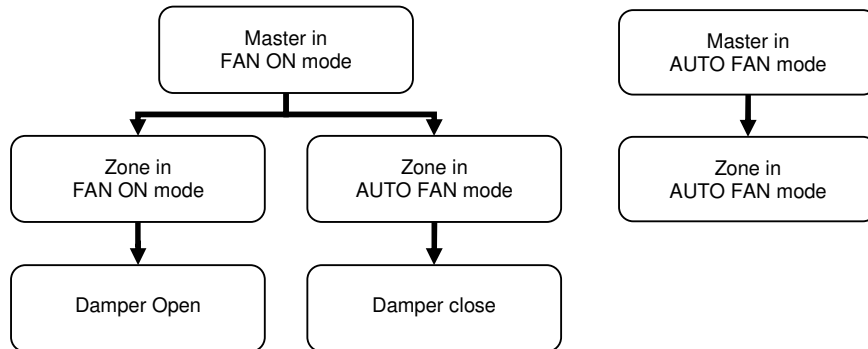 Master in
FAN ON mode
Master in
AUTO FAN mode
Zone in
FAN ON mode
Zone in
AUTO FAN mode
Zone in
AUTO FAN mode
Damper Open
Damper close